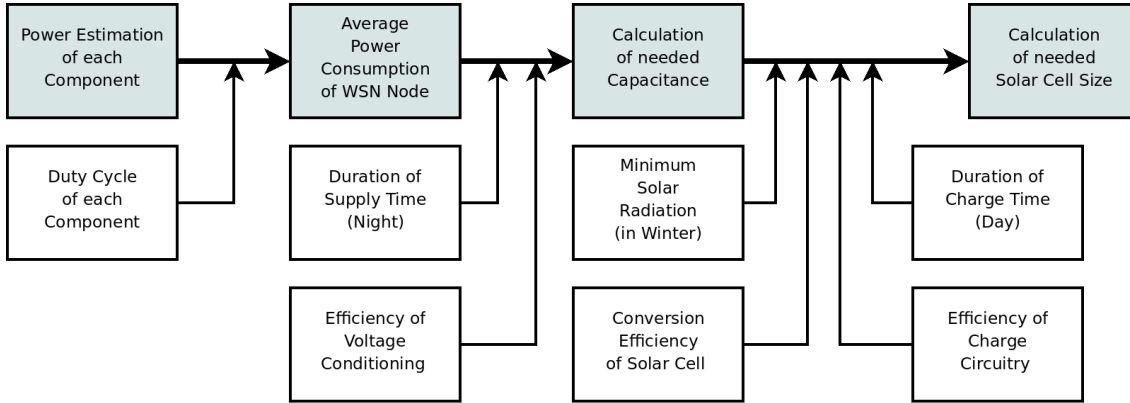 Power Estimation
of each
Component
Average
Power
Consumption
of WSN Node
Calculation
of needed
Capacitance
Calculation
of needed
Solar Cell Size
Duty Cycle
of each
Component
Duration of
Supply Time
(Night)
Minimum
Solar
Radiation
(in Winter)
Duration of
Charge Time
(Day)
Efficiency of
Voltage
Conditioning
Conversion
Efficiency
of Solar Cell
Efficiency of
Charge
Circuitry